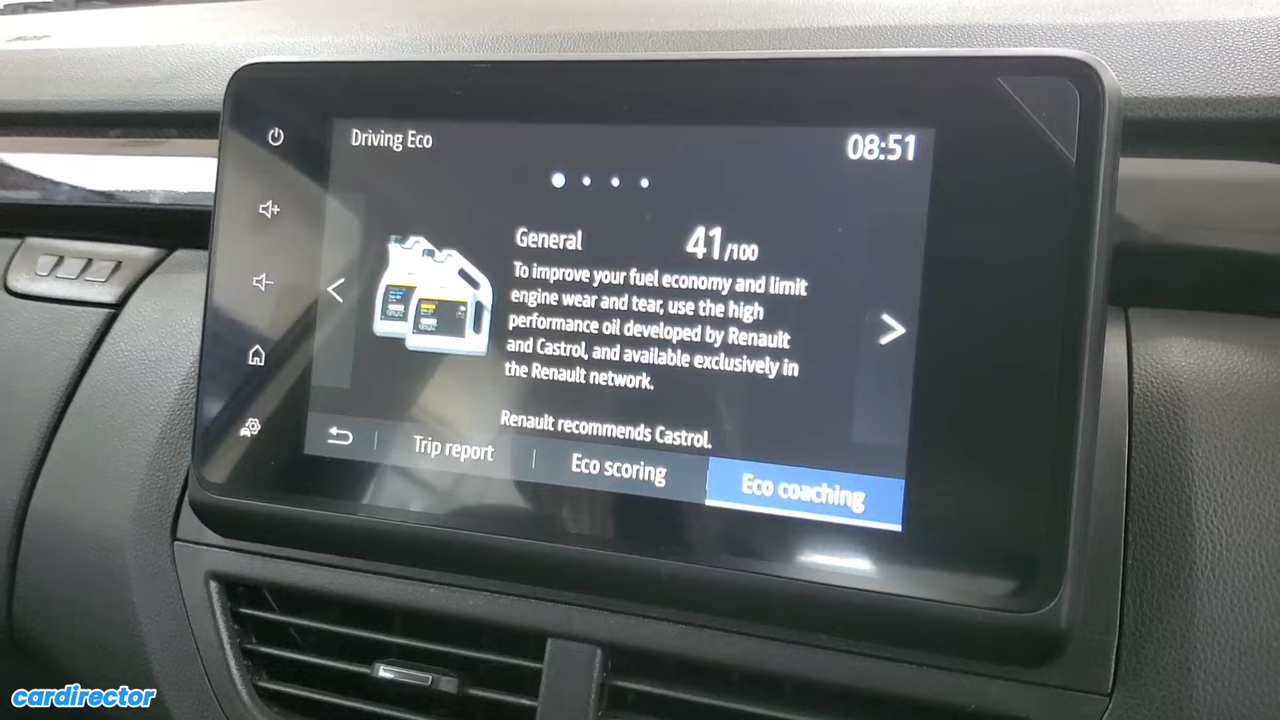 Driving Eco
08:51
General
41/100
To improve your fuel economy and limit
engine wear and tear, use the high
performance oil developed by Renault
and Castrol, and available exclusively in
the Renault network.
Renault recommends Castrol.
Trip report
Eco scoring
Eco coaching
cardirector